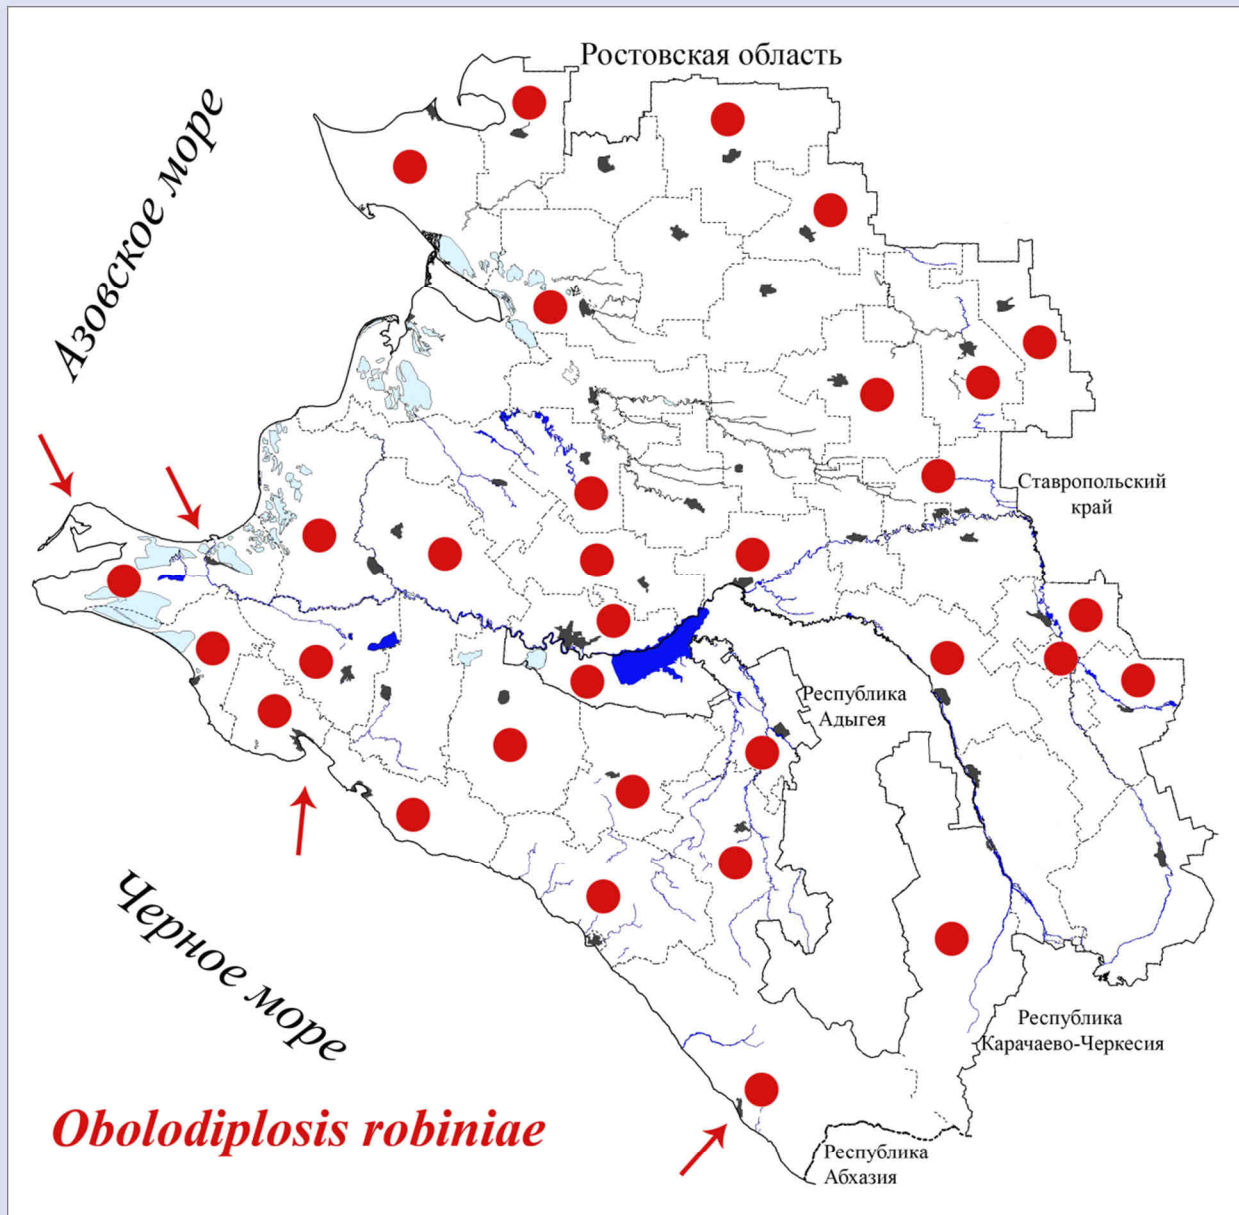 Ростовская область
Азовское море
Ставропольский
край
Республика
Адыгея
Черное море
Республика
Карачаево-Черкесия
Obolodiplosis robiniae
Республика
Абхазия